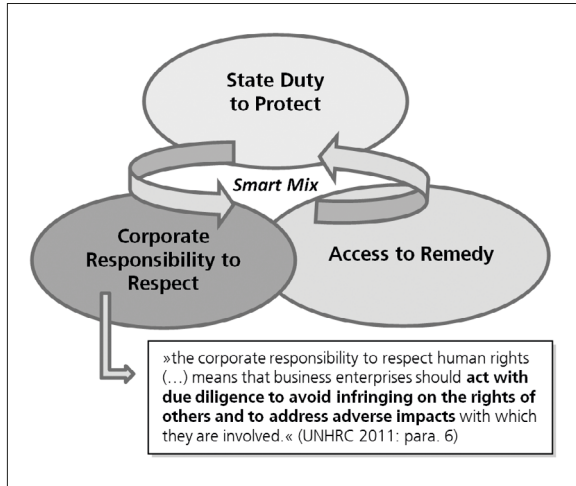 State Duty
to Protect
Smart Mix
Corporate
Responsibility to
Respect
Access to Remedy
»the corporate responsibility to respect human rights
(...) means that business enterprises should act with
due diligence to avoid infringing on the rights of
others and to address adverse impacts with which
they are involved.« (UNHRC 2011: para. 6)